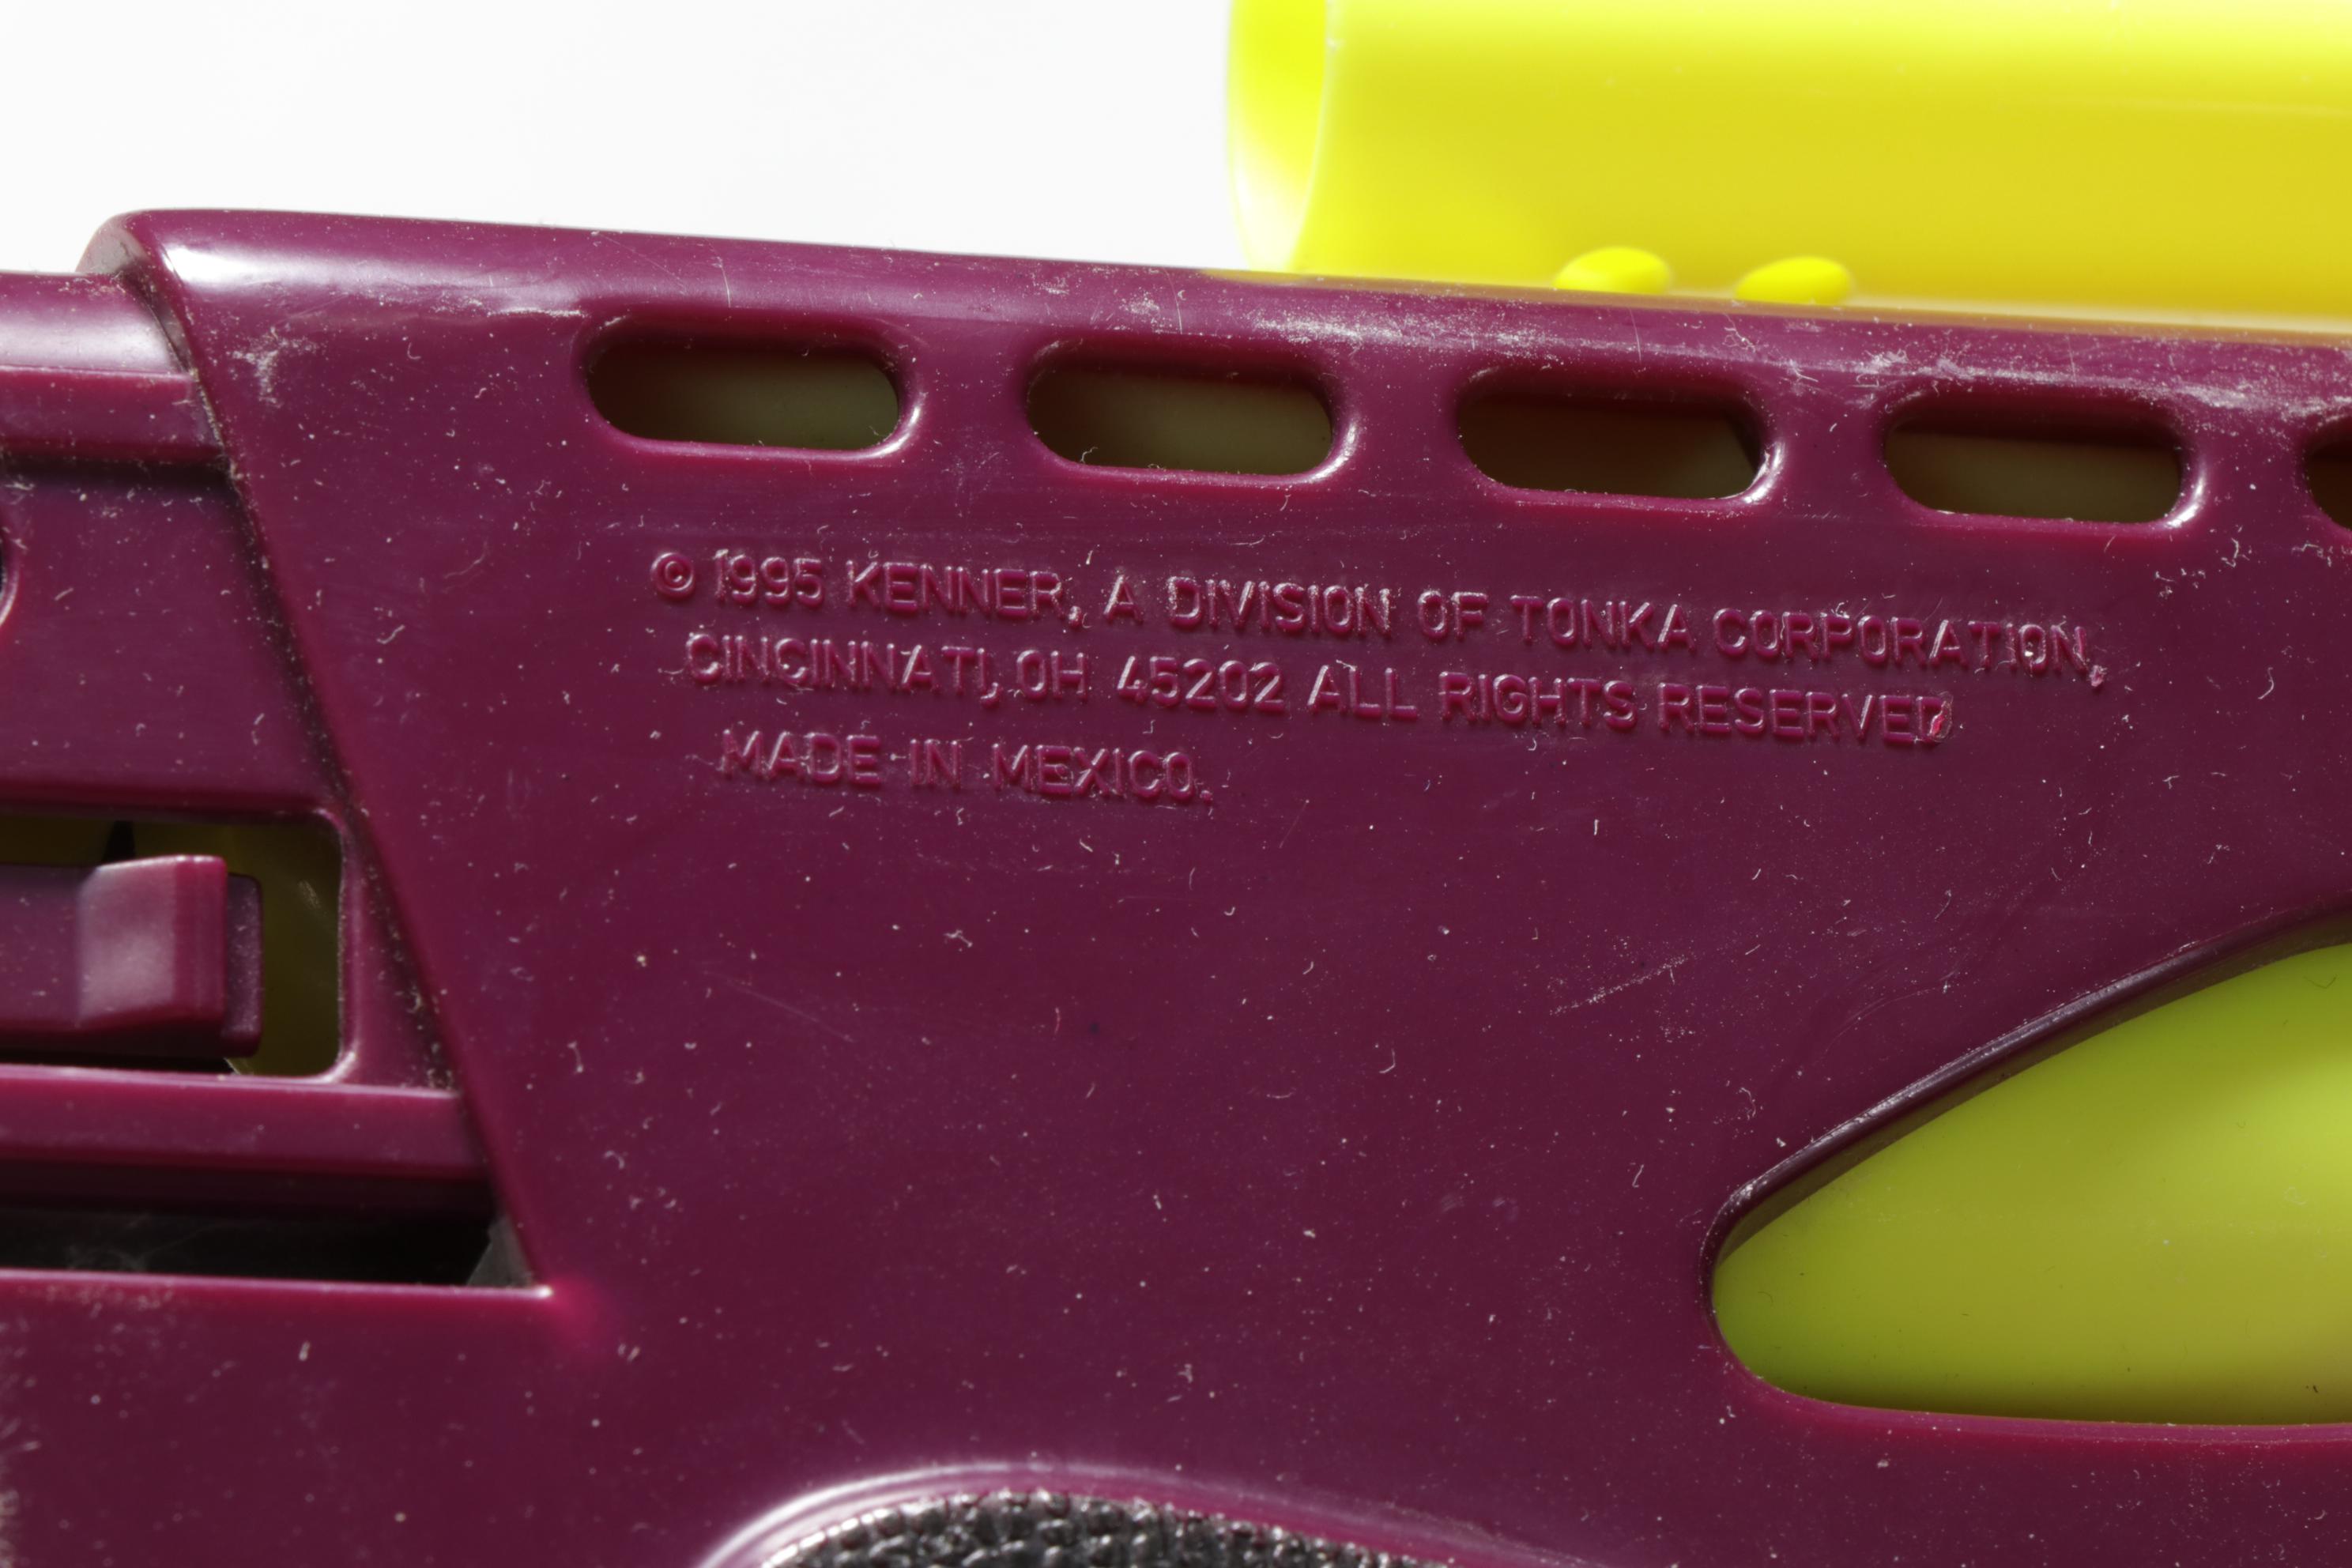 © 1995 KENNER, A DIVISION OF TONKA CORPORATION,
CINCINNATI, OH 45202 ALL RIGHTS RESERVED
MADE IN MEXICO.